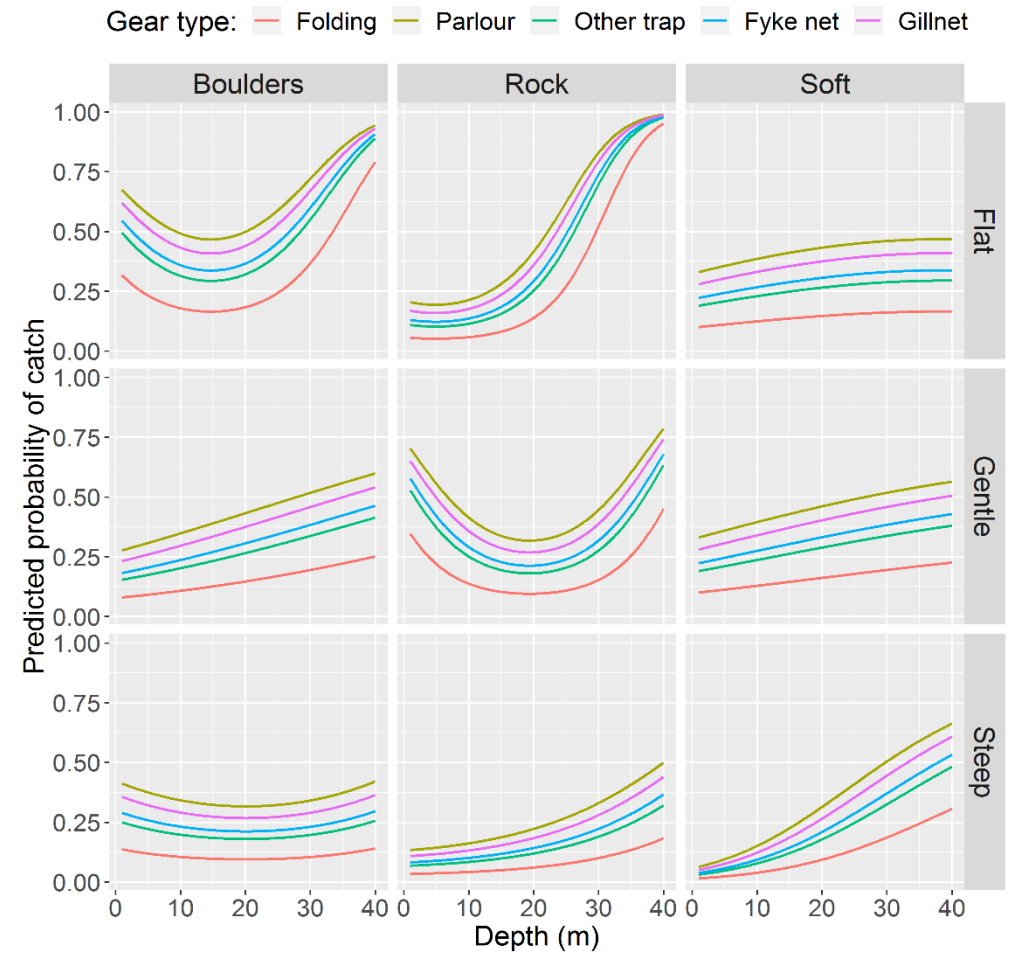 Gear type: Folding Parlour Other trap Fyke net Gillnet
Boulders Rock Soft
Predicted probability of catch
1.00
0.75
0.50
0.25
0.00
Flat
1.00
0.75
0.50
0.25
0.00
Gentle
1.00
0.75
0.50
0.25
0.00
Steep
0 10 20 30 40 0 10 20 30 40 0 10 20 30 40
Depth (m)